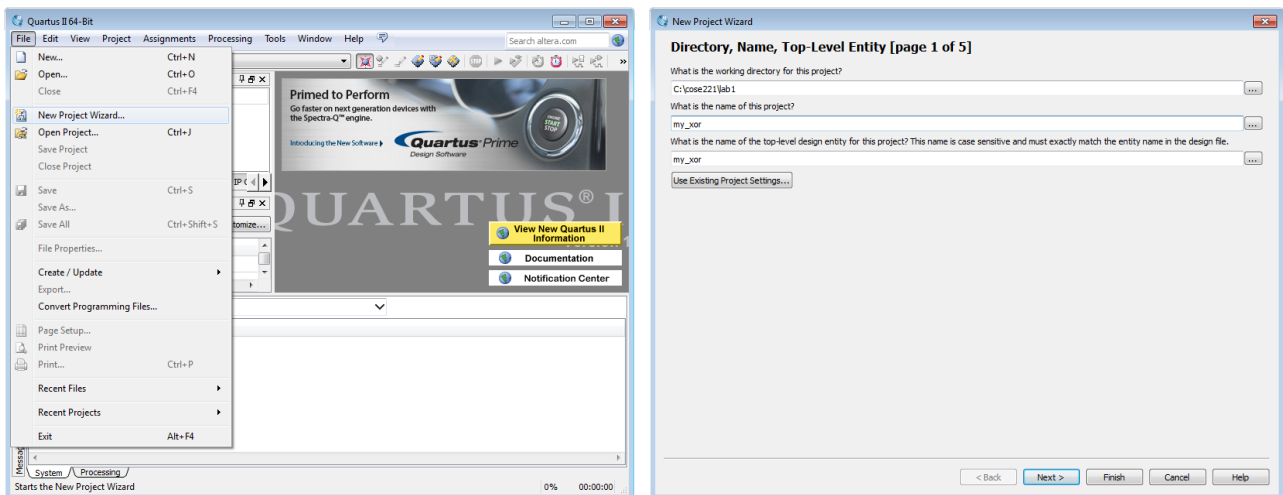 Quartus II 64-Bit
File Edit View Project Assignments Processing Tools Window Help
Search altera.com
New... Ctrl+N
Open... Ctrl+O
Close Ctrl+F4
New Project Wizard...
Open Project... Ctrl+J
Save Project
Close Project
Save Ctrl+S
Save As...
Save All Ctrl+Shift+S
File Properties...
Create / Update
Export...
Convert Programming Files...
Page Setup...
Print Preview
Print... Ctrl+P
Recent Files
Recent Projects
Exit Alt+F4
Primed to Perform
Go faster on next generation devices with
the Spectra-Q™ engine.
ENGINE
START
STOP
Introducing the New Software
Quartus Prime
Design Software
IP
QUARTUS® I
tomize...
View New Quartus II
Information
Documentation
Notification Center
Messag
System Processing
Starts the New Project Wizard
0% 00:00:00
New Project Wizard
Directory, Name, Top-Level Entity [page 1 of 5]
What is the working directory for this project?
C:\cose221\lab1
...
What is the name of this project?
my_xor
...
What is the name of the top-level design entity for this project? This name is case sensitive and must exactly match the entity name in the design file.
my_xor
...
Use Existing Project Settings...
< Back Next > Finish Cancel Help